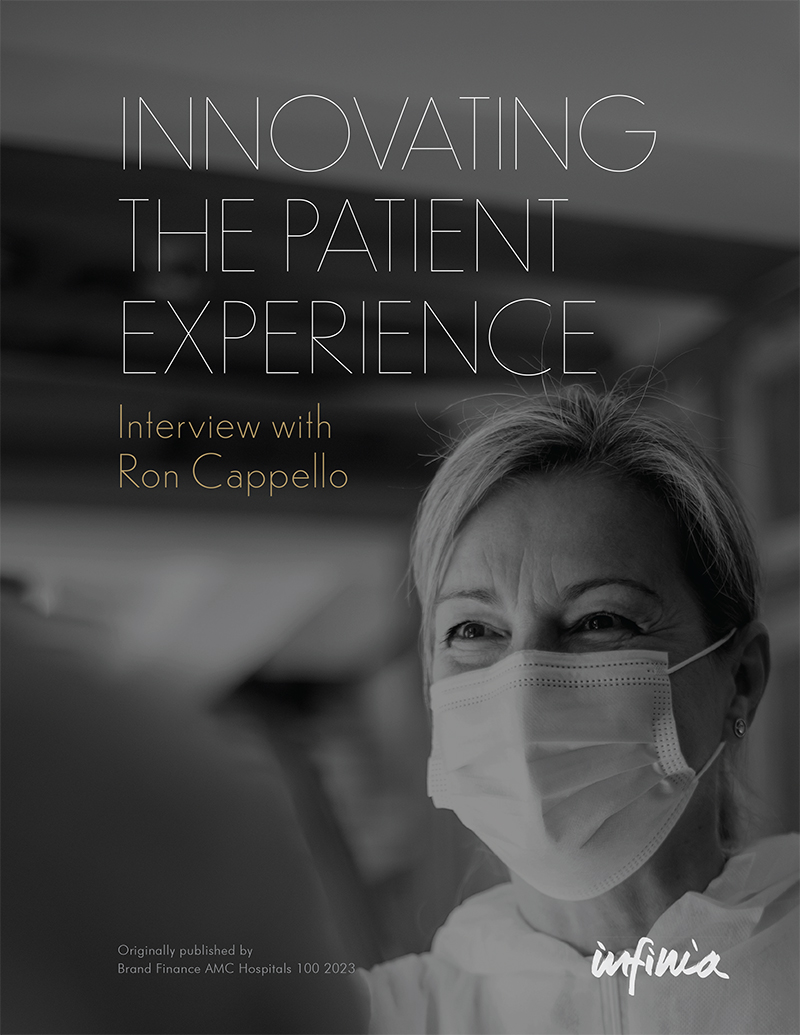 INNOVATING
THE PATIENT
EXPERIENCE
Interview with
Ron Cappello
Originally published by
Brand Finance AMC Hospitals 100 2023
infinia